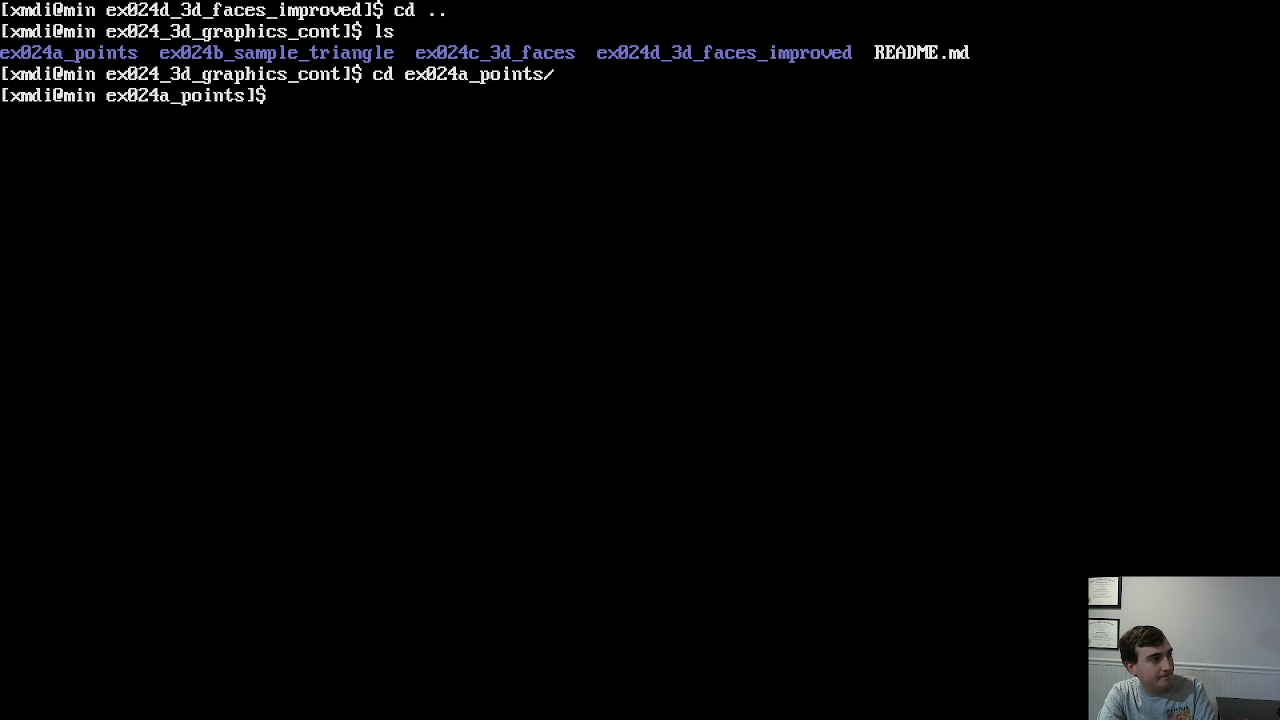 [xmdi@min ex024d_3d_faces_improved]$ cd ..
[xmdi@min ex024_3d_graphics_cont]$ ls
ex024a_points  ex024b_sample_triangle  ex024c_3d_faces  ex024d_3d_faces_improved  README.md
[xmdi@min ex024_3d_graphics_cont]$ cd ex024a_points/
[xmdi@min ex024a_points]$